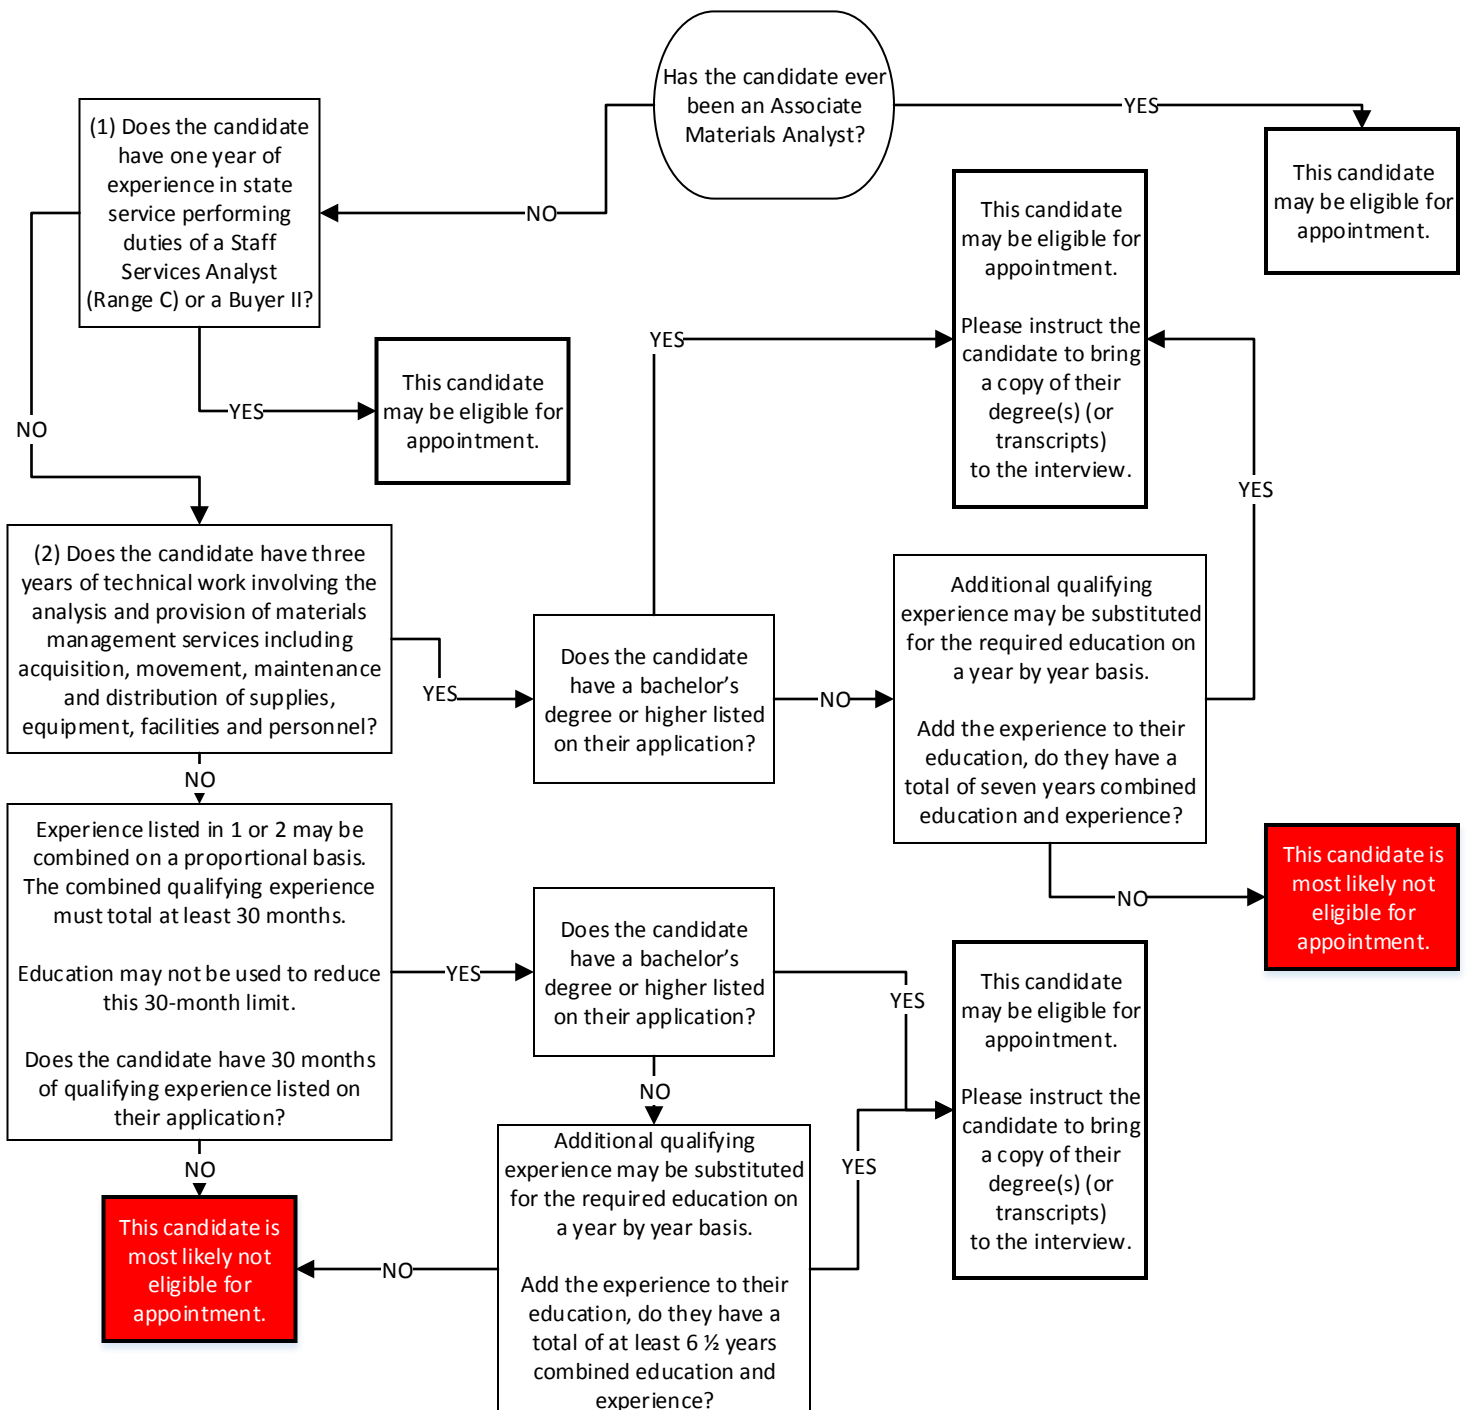 Has the candidate ever
been an Associate
Materials Analyst?
YES
This candidate
may be eligible for
appointment.
NO
(1) Does the candidate
have one year of
experience in state
service performing
duties of a Staff
Services Analyst
(Range C) or a Buyer II?
YES
This candidate
may be eligible for
appointment.
NO
(2) Does the candidate have three
years of technical work involving the
analysis and provision of materials
management services including
acquisition, movement, maintenance
and distribution of supplies,
equipment, facilities and personnel?
YES
Does the candidate
have a bachelor’s
degree or higher listed
on their application?
YES
This candidate
may be eligible for
appointment.
Please instruct the
candidate to bring
a copy of their
degree(s) (or
transcripts)
to the interview.
NO
Additional qualifying
experience may be substituted
for the required education on
a year by year basis.
Add the experience to their
education, do they have a
total of seven years combined
education and experience?
YES
NO
This candidate is
most likely not
eligible for
appointment.
NO
Experience listed in 1 or 2 may be
combined on a proportional basis.
The combined qualifying experience
must total at least 30 months.
Education may not be used to reduce
this 30-month limit.
Does the candidate have 30 months
of qualifying experience listed on
their application?
YES
Does the candidate
have a bachelor’s
degree or higher listed
on their application?
YES
This candidate
may be eligible for
appointment.
Please instruct the
candidate to bring
a copy of their
degree(s) (or
transcripts)
to the interview.
NO
Additional qualifying
experience may be substituted
for the required education on
a year by year basis.
Add the experience to their
education, do they have a
total of at least 6 ½ years
combined education and
experience?
YES
NO
NO
This candidate is
most likely not
eligible for
appointment.